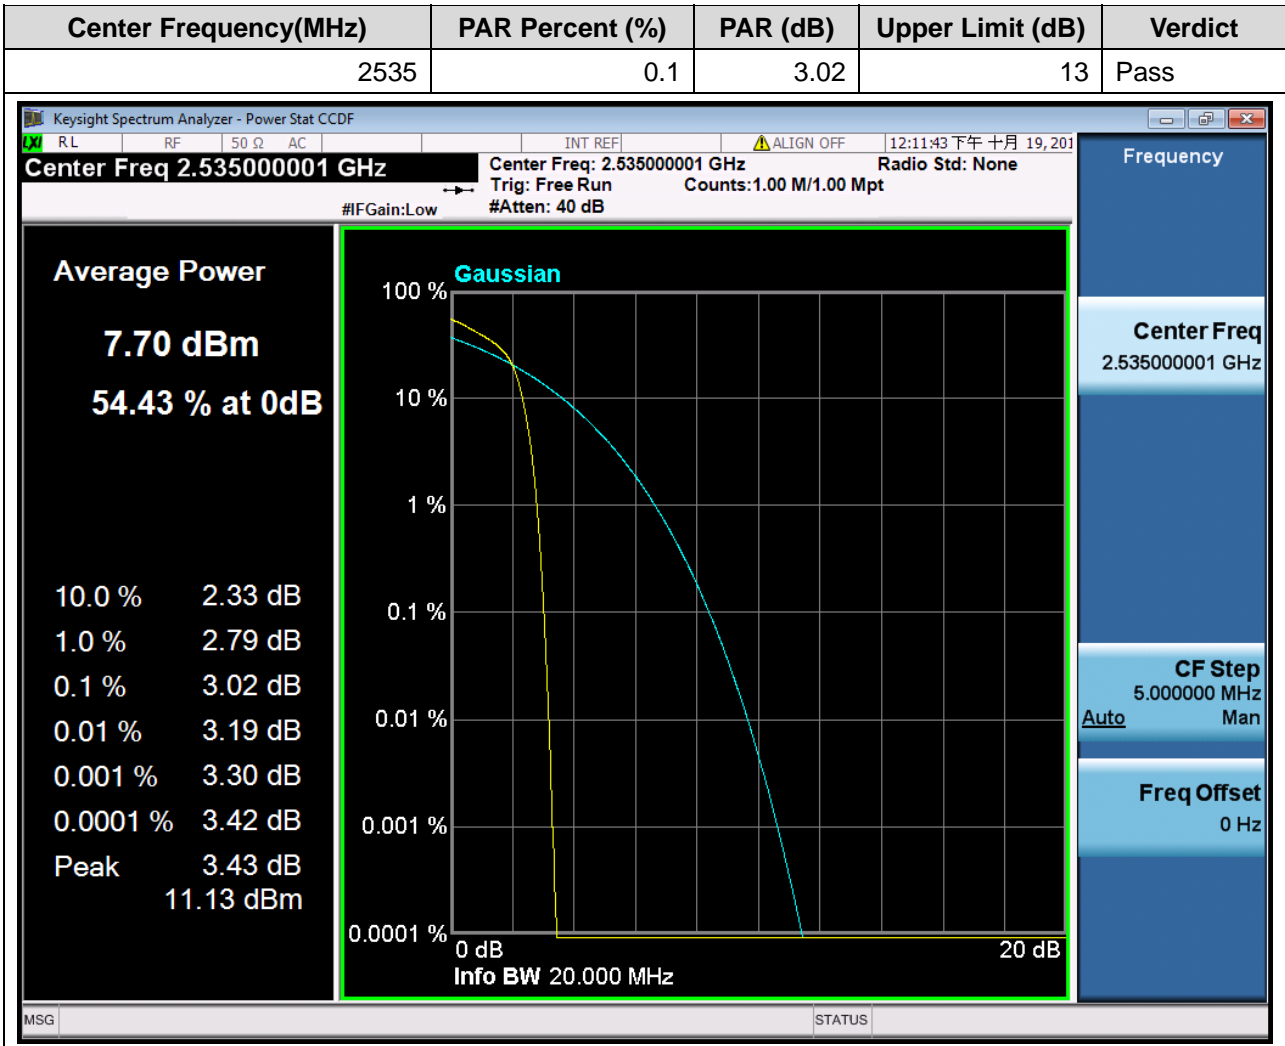 Center Frequency(MHz) PAR Percent (%) PAR (dB) Upper Limit (dB) Verdict
2535 0.1 3.02 13 Pass
Keysight Spectrum Analyzer - Power Stat CCDF
LXI RL RF 50 Ω AC INT REF ALIGN OFF 12:11:43 下午 十月 19, 201
Center Freq 2.535000001 GHz
#IFGain:Low
Center Freq: 2.535000001 GHz Radio Std: None
Trig: Free Run Counts:1.00 M/1.00 Mpt
#Atten: 40 dB
Average Power
7.70 dBm
54.43 % at 0dB
10.0 % 2.33 dB
1.0 % 2.79 dB
0.1 % 3.02 dB
0.01 % 3.19 dB
0.001 % 3.30 dB
0.0001 % 3.42 dB
Peak 3.43 dB
11.13 dBm
Gaussian
100 %
10 %
1 %
0.1 %
0.01 %
0.001 %
0.0001 %
0 dB 20 dB
Info BW 20.000 MHz
Frequency
Center Freq
2.535000001 GHz
CF Step
5.000000 MHz
Auto Man
Freq Offset
0 Hz
MSG STATUS